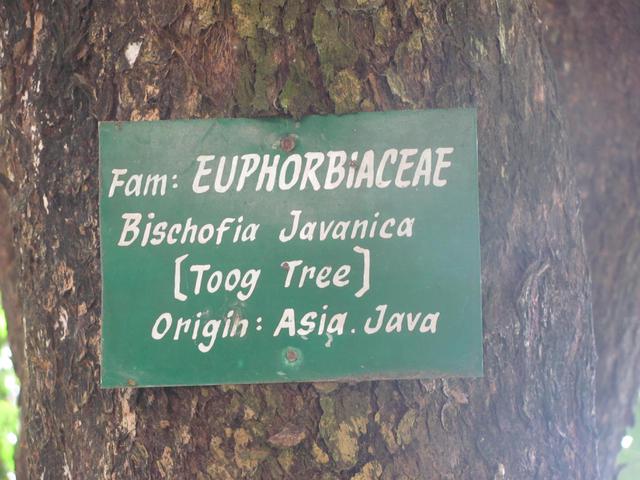 Fam: EUPHORBiACEAE
Bischofia Javanica
[Toog Tree]
Origin: Asia. Java